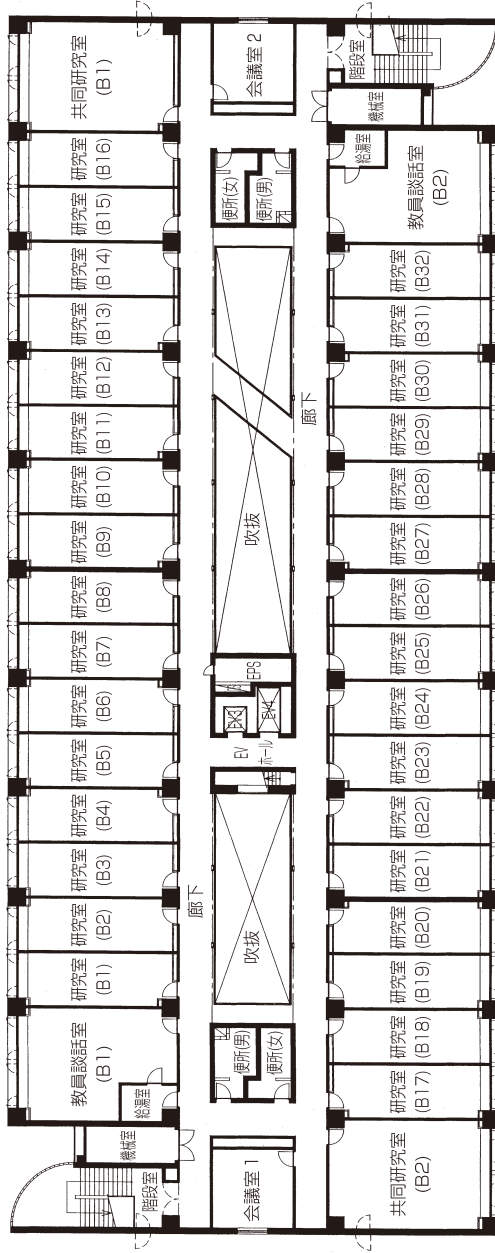 共同研究室
(B1)
研究室
(B16)
研究室
(B15)
研究室
(B14)
研究室
(B13)
研究室
(B12)
研究室
(B11)
研究室
(B10)
研究室
(B9)
研究室
(B8)
研究室
(B7)
研究室
(B6)
研究室
(B5)
研究室
(B4)
研究室
(B3)
研究室
(B2)
研究室
(B1)
教員談話室
(B1)
給湯室
機械室
階段室
会議室2
便所(女)
便所(男)
廊下
吹抜
EPS
EV3
EV4
EV
ホール
廊下
吹抜
便所(男)
便所(女)
会議室1
階段室
機械室
給湯室
教員談話室
(B2)
研究室
(B32)
研究室
(B31)
研究室
(B30)
研究室
(B29)
研究室
(B28)
研究室
(B27)
研究室
(B26)
研究室
(B25)
研究室
(B24)
研究室
(B23)
研究室
(B22)
研究室
(B21)
研究室
(B20)
研究室
(B19)
研究室
(B18)
研究室
(B17)
共同研究室
(B2)